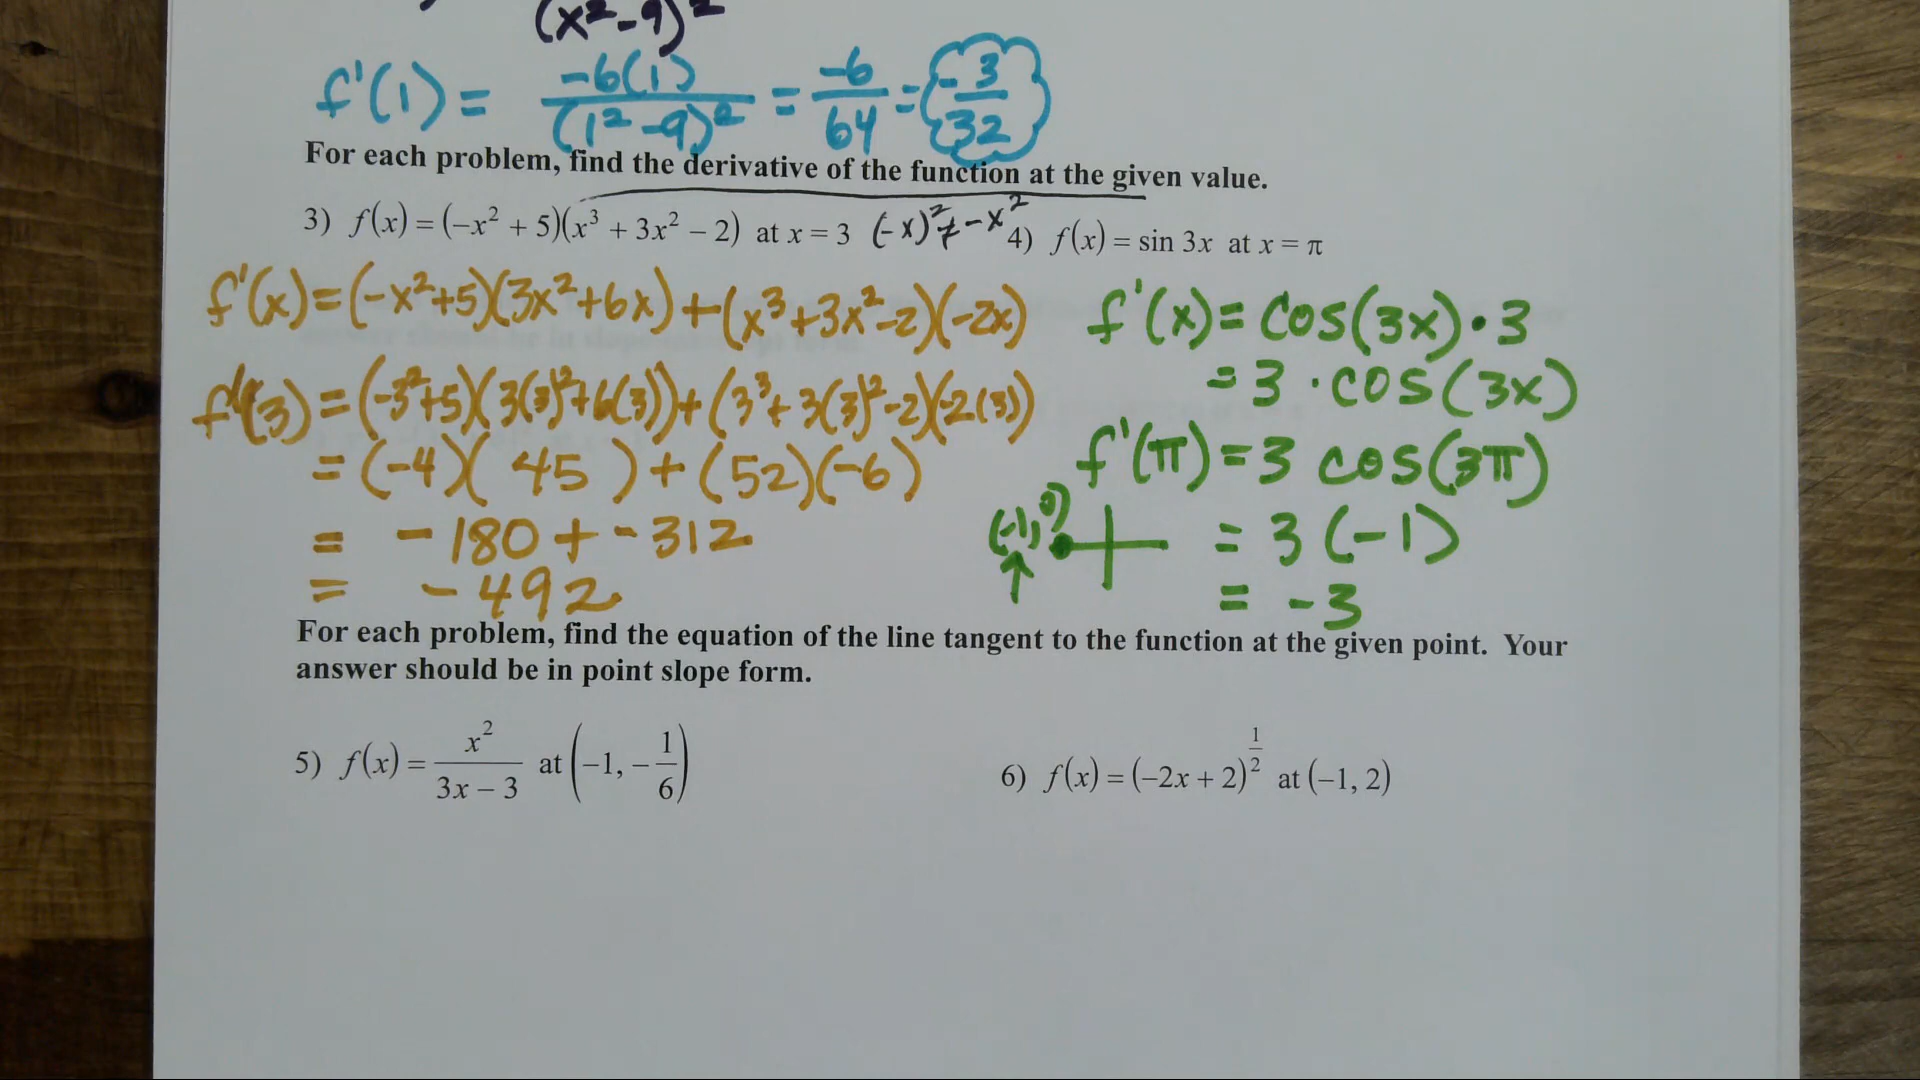 (x²-9)²
f'(1) = -6(1)/(1²-9)² = -6/64 = -3/32
For each problem, find the derivative of the function at the given value.
3) f(x) = (−x² + 5)(x³ + 3x² − 2) at x = 3 (-x)² ≠ -x²
4) f(x) = sin 3x at x = π
f'(x) = (-x²+5)(3x²+6x) + (x³+3x²-2)(-2x)
f'(3) = (-3²+5)(3(3)²+6(3)) + (3³+3(3)²-2)(-2(3))
= (-4)( 45 ) + (52)(-6)
= -180 + -312
= -492
f'(x) = cos(3x)·3
= 3·cos(3x)
f'(π) = 3 cos(3π)
(-1,0)
= 3(-1)
= -3
For each problem, find the equation of the line tangent to the function at the given point. Your
answer should be in point slope form.
5) f(x) = x²/(3x − 3) at (−1, −1/6)
6) f(x) = (−2x + 2)^(1/2) at (−1, 2)